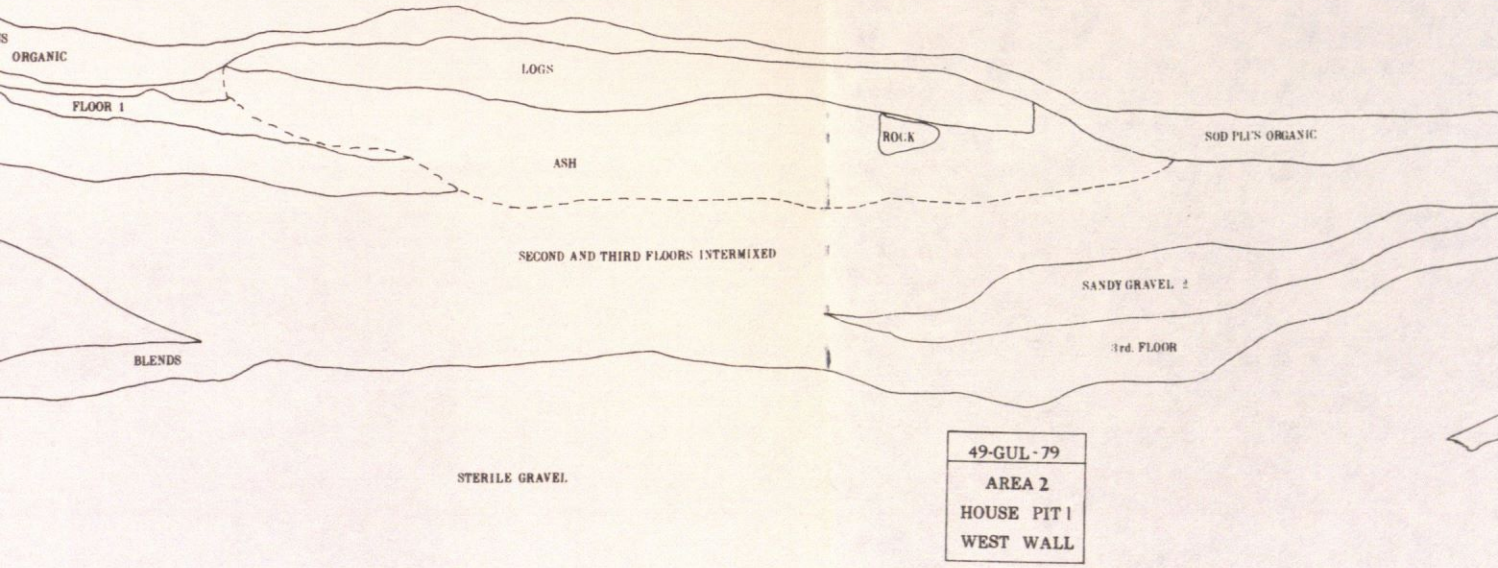 ORGANIC
LOGS
FLOOR 1
ROCK
SOD PLUS ORGANIC
ASH
SECOND AND THIRD FLOORS INTERMIXED
SANDY GRAVEL 2
3rd. FLOOR
BLENDS
STERILE GRAVEL
49-GUL-79
AREA 2
HOUSE PIT 1
WEST WALL